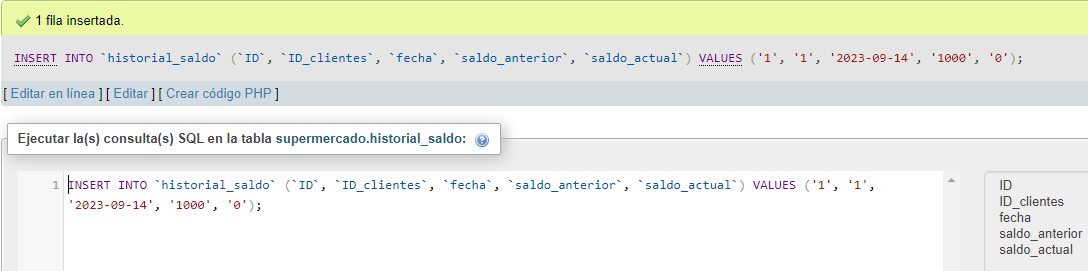 1 fila insertada.
INSERT INTO `historial_saldo` (`ID`, `ID_clientes`, `fecha`, `saldo_anterior`, `saldo_actual`) VALUES ('1', '1', '2023-09-14', '1000', '0');
[ Editar en línea ] [ Editar ] [ Crear código PHP ]
Ejecutar la(s) consulta(s) SQL en la tabla supermercado.historial_saldo:
1 INSERT INTO `historial_saldo` (`ID`, `ID_clientes`, `fecha`, `saldo_anterior`, `saldo_actual`) VALUES ('1', '1',
'2023-09-14', '1000', '0');
ID
ID_clientes
fecha
saldo_anterior
saldo_actual